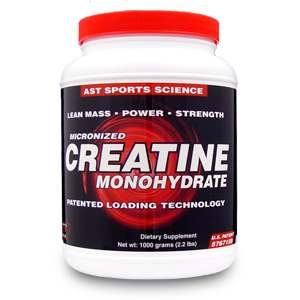 AST SPORTS SCIENCE
LEAN MASS • POWER • STRENGTH
MICRONIZED
CREATINE
MONOHYDRATE
PATENTED LOADING TECHNOLOGY
Dietary Supplement
Net wt: 1000 grams (2.2 lbs)
U.S. PATENT